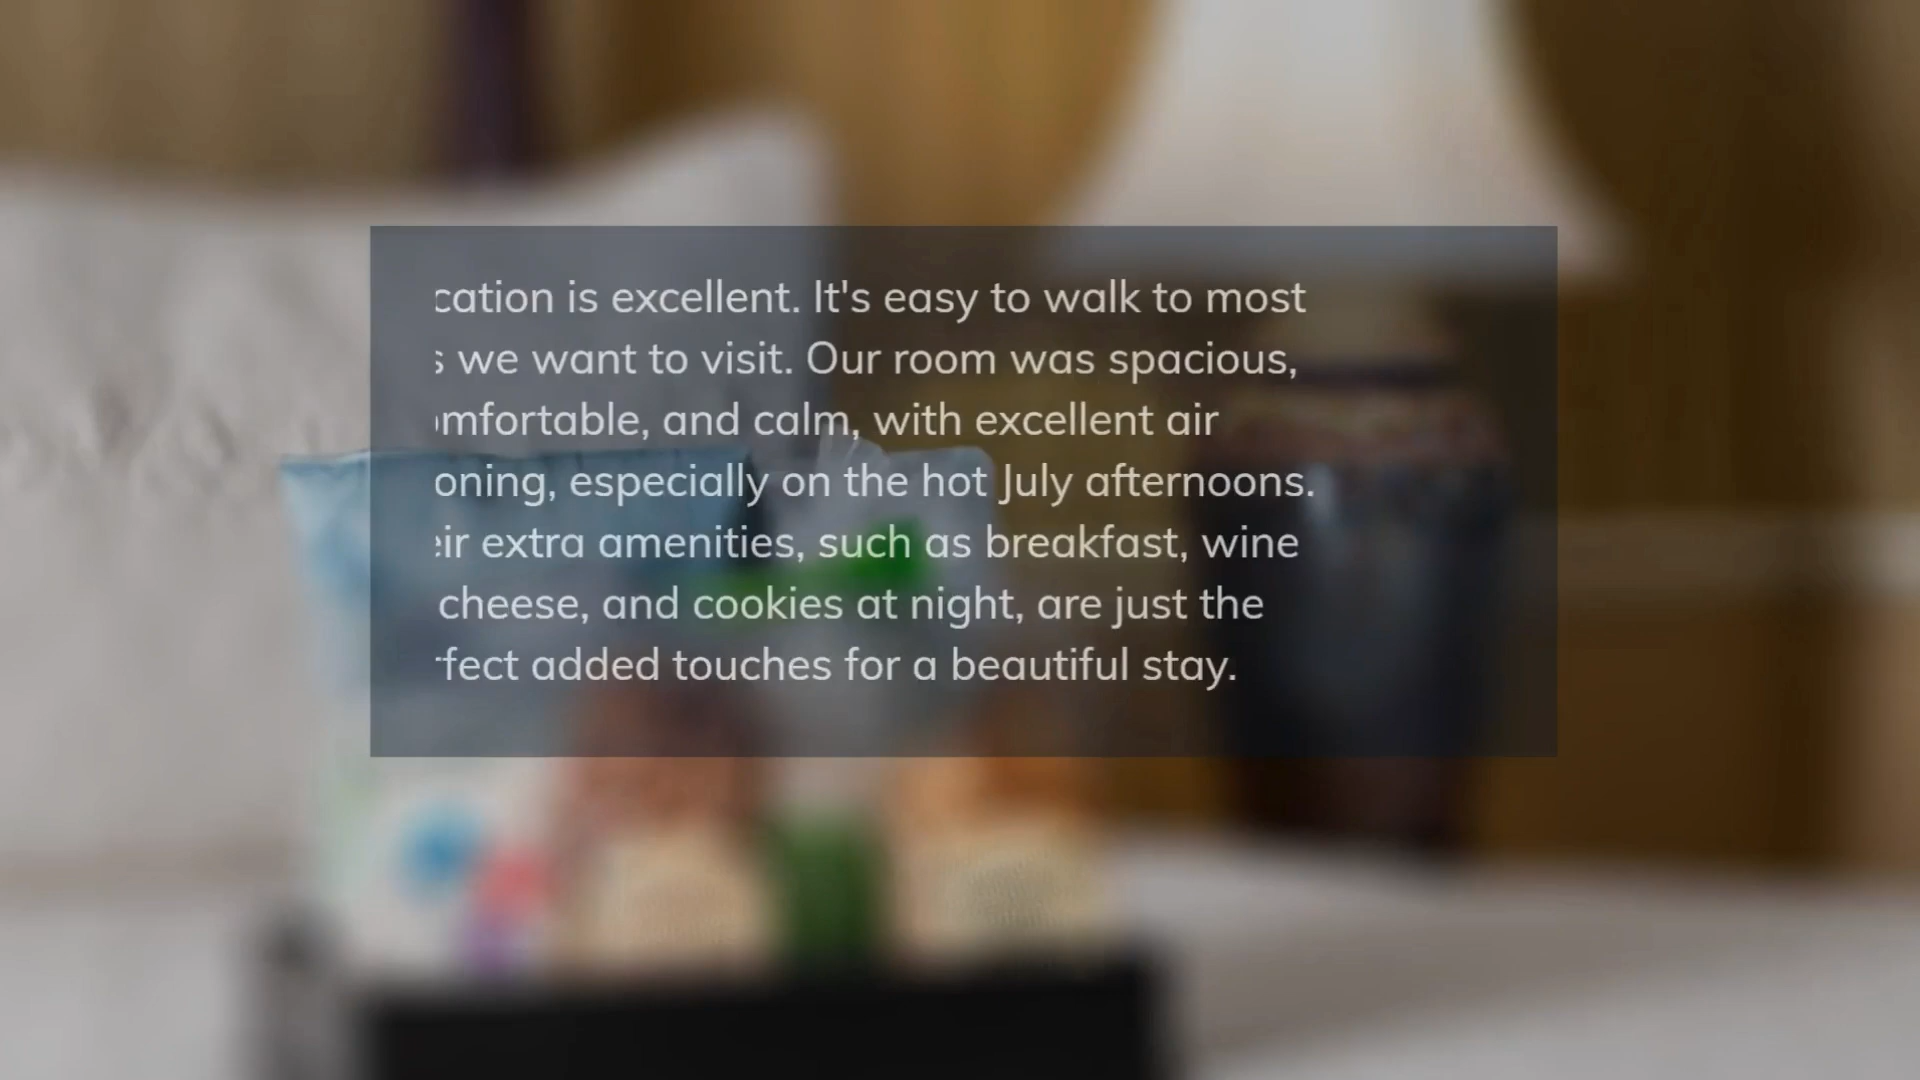 cation is excellent. It's easy to walk to most
s we want to visit. Our room was spacious,
mfortable, and calm, with excellent air
oning, especially on the hot July afternoons.
eir extra amenities, such as breakfast, wine
cheese, and cookies at night, are just the
rfect added touches for a beautiful stay.